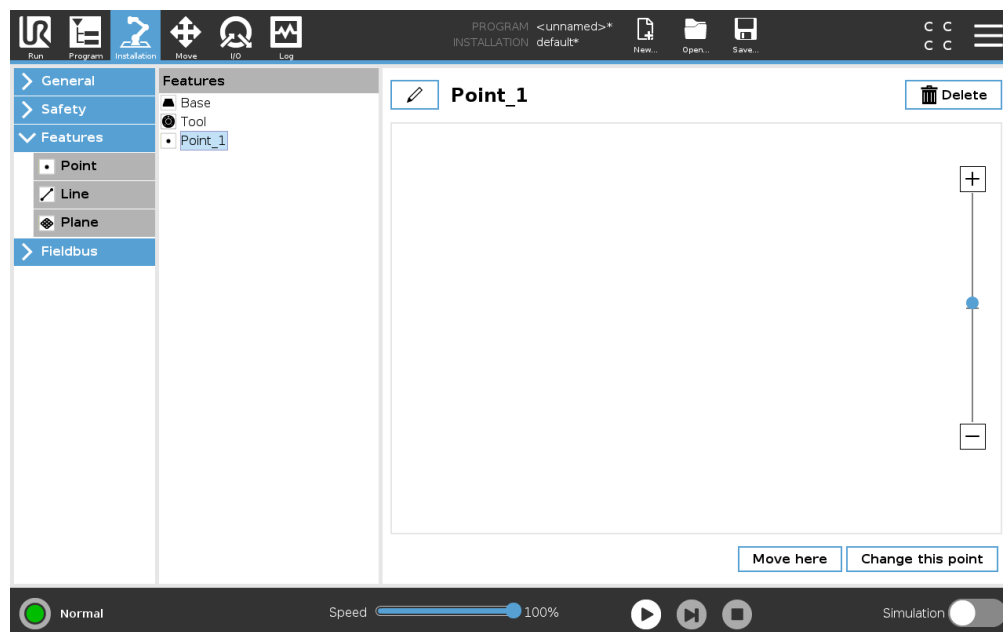 UR
PROGRAM <unnamed>*
INSTALLATION default*
C C
C C
Run Program Installation Move I/O Log New... Open... Save...
General
Safety
Features
Point
Line
Plane
Fieldbus
Features
Base
Tool
Point_1
Point_1
Delete
Move here
Change this point
Normal
Speed 100%
Simulation